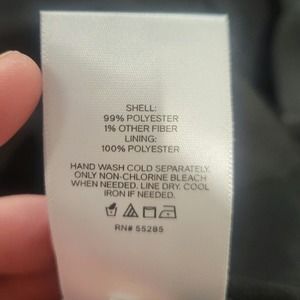 SHELL:
99% POLYESTER
1% OTHER FIBER
LINING:
100% POLYESTER
HAND WASH COLD SEPARATELY.
ONLY NON-CHLORINE BLEACH
WHEN NEEDED. LINE DRY. COOL
IRON IF NEEDED.
RN# 55285